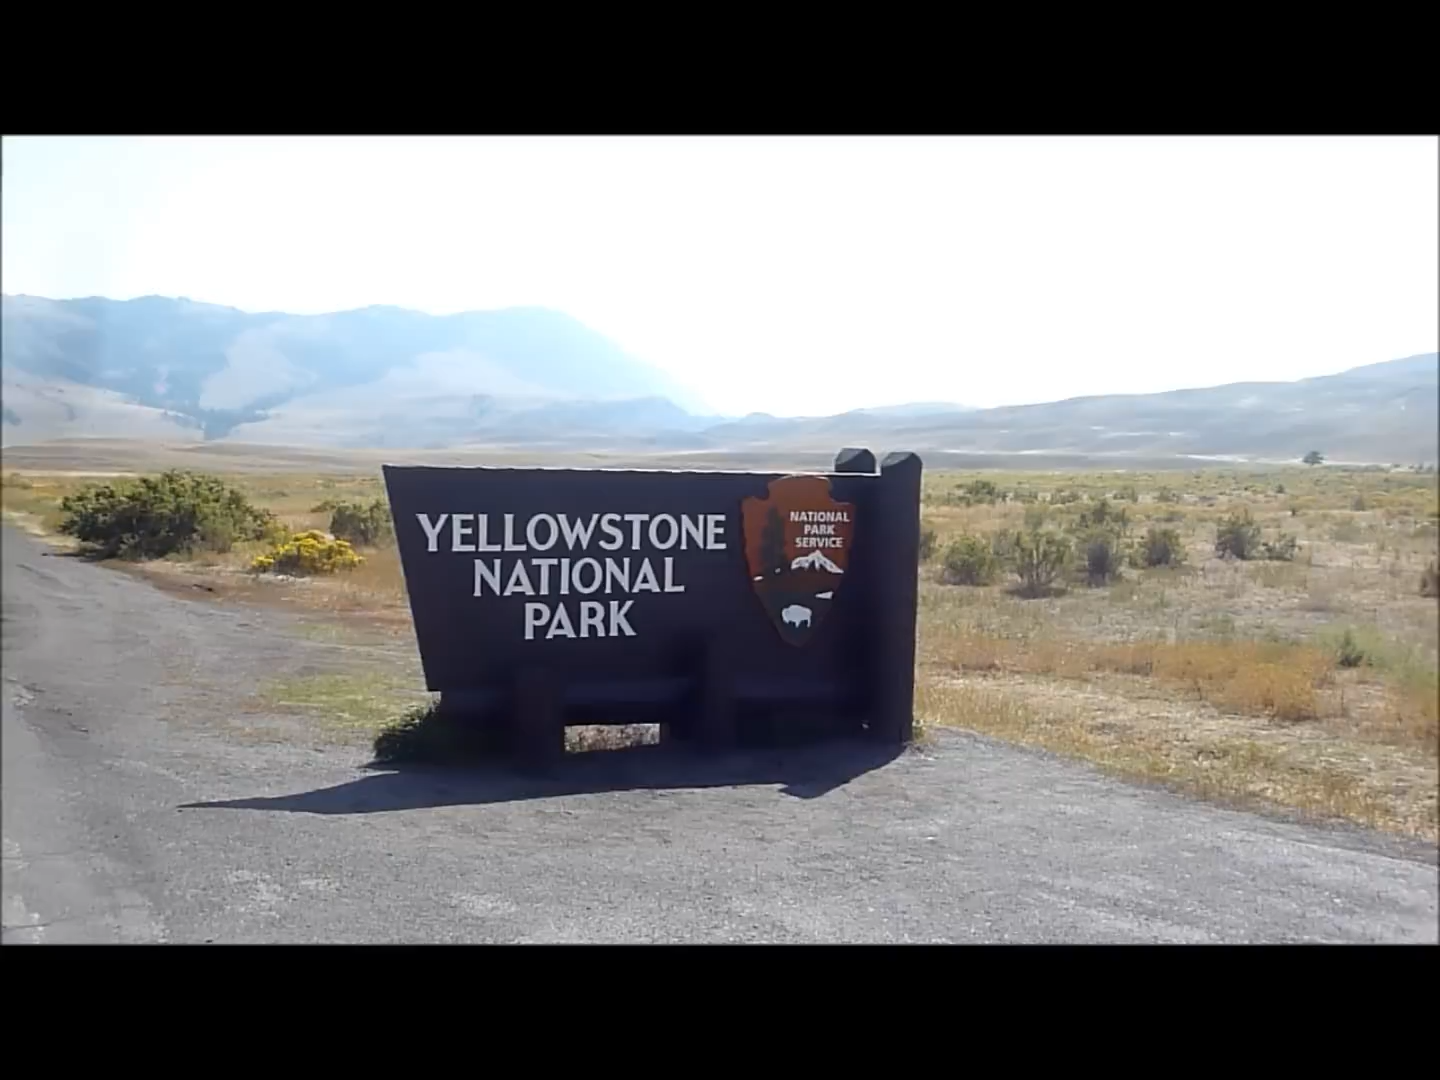 YELLOWSTONE
NATIONAL
PARK
NATIONAL
PARK
SERVICE